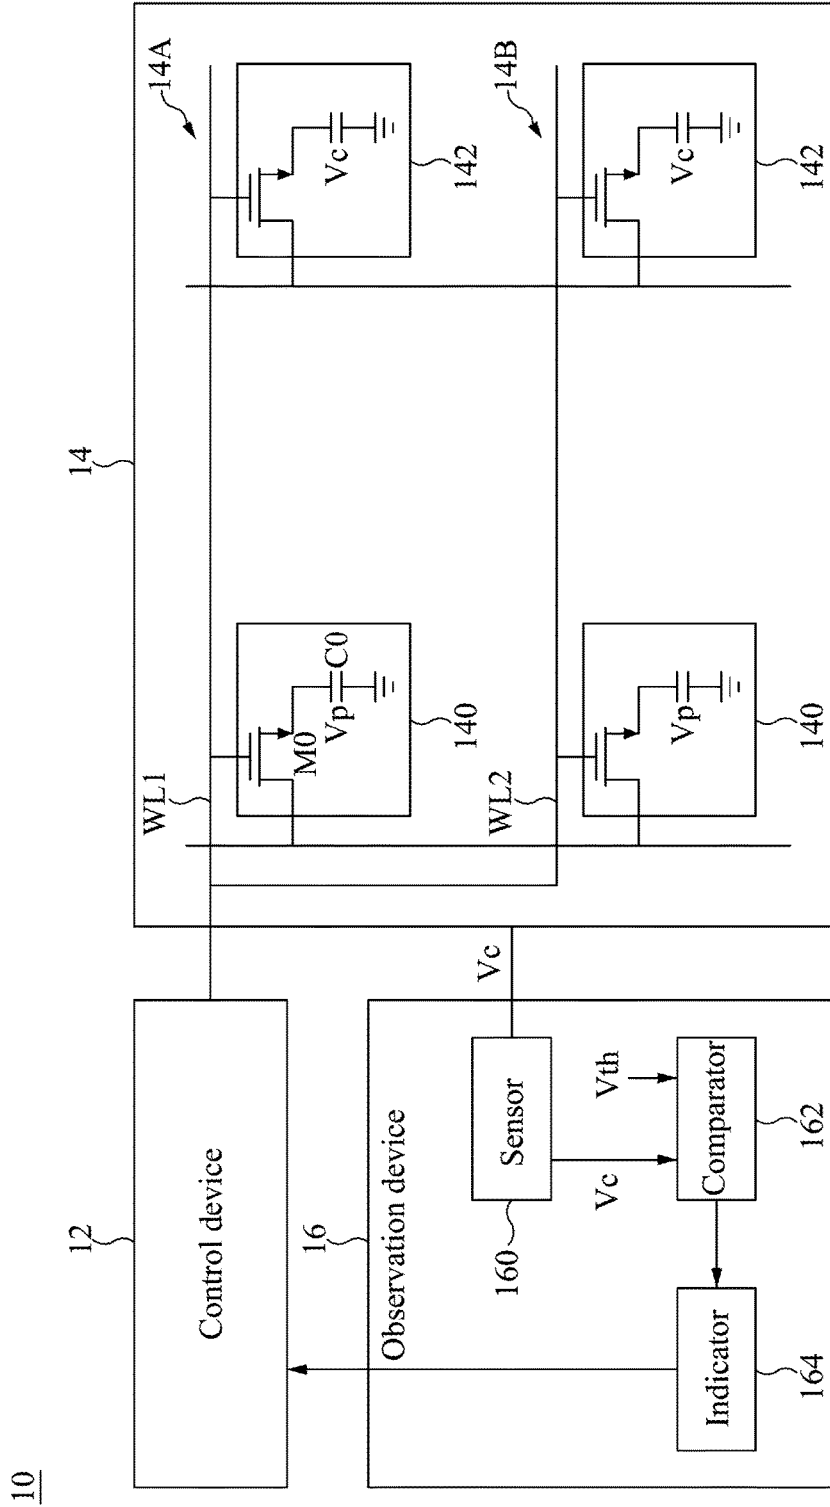 10
12
Control device
16
Observation device
Sensor
160
Vc
Vth
Comparator
162
Indicator
164
Vc
14
WL1
14A
M0
Vp
C0
140
Vc
142
WL2
14B
Vp
140
Vc
142